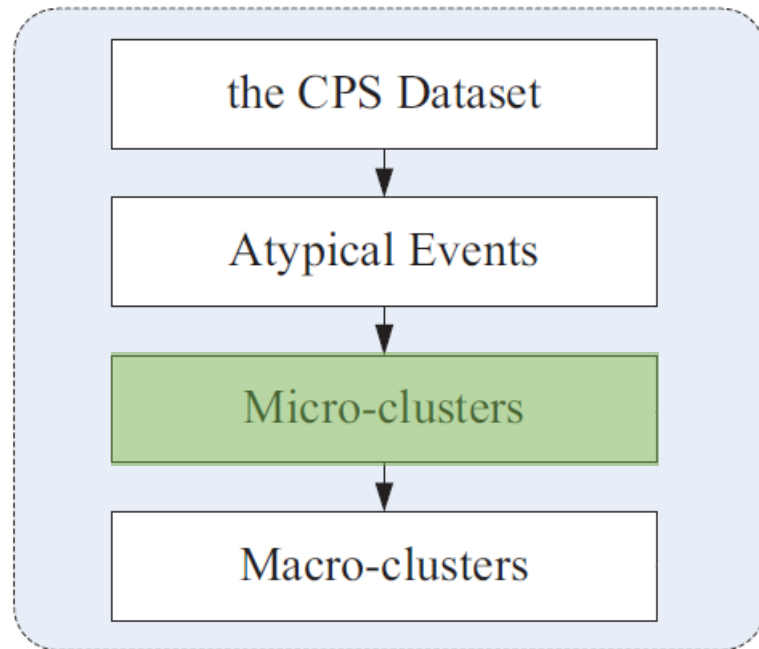 the CPS Dataset
Atypical Events
Micro-clusters
Macro-clusters